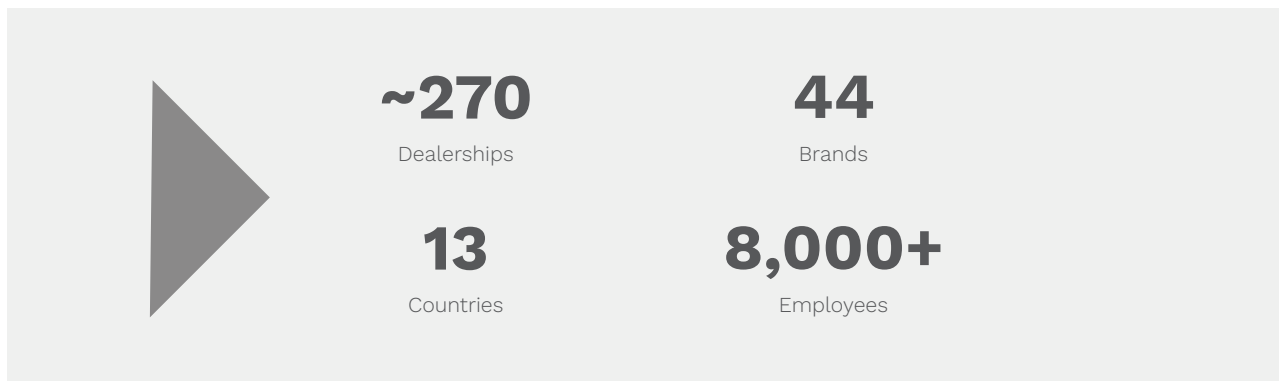 ~270
Dealerships
44
Brands
13
Countries
8,000+
Employees